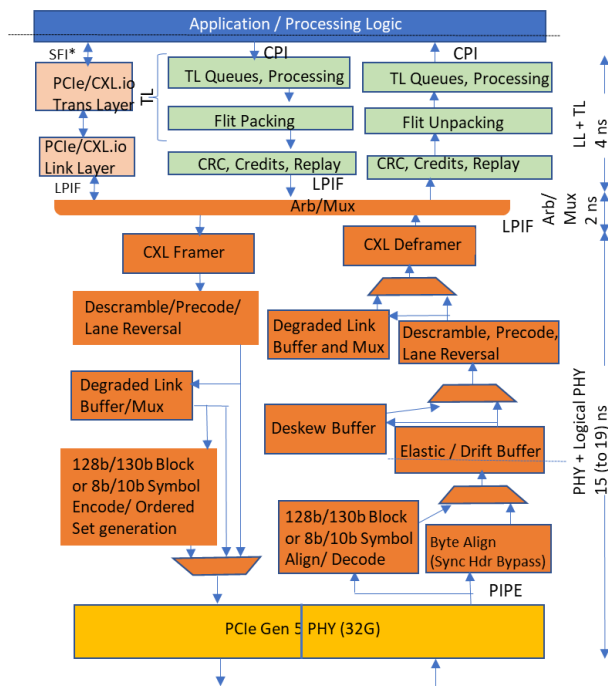 Application / Processing Logic
SFI*
CPI
CPI
PCIe/CXL.io
Trans Layer
TL
TL Queues, Processing
TL Queues, Processing
Flit Packing
Flit Unpacking
LL + TL
4 ns
PCIe/CXL.io
Link Layer
CRC, Credits, Replay
CRC, Credits, Replay
LPIF
LPIF
Arb/Mux
LPIF
Arb/
Mux
2 ns
CXL Framer
CXL Deframer
Descramble/Precode/
Lane Reversal
Degraded Link
Buffer and Mux
Descramble, Precode,
Lane Reversal
Degraded Link
Buffer/Mux
Deskew Buffer
Elastic / Drift Buffer
PHY + Logical PHY
15 (to 19) ns
128b/130b Block
or 8b/10b Symbol
Encode/ Ordered
Set generation
128b/130b Block
or 8b/10b Symbol
Align/ Decode
Byte Align
(Sync Hdr Bypass)
PIPE
PCIe Gen 5 PHY (32G)